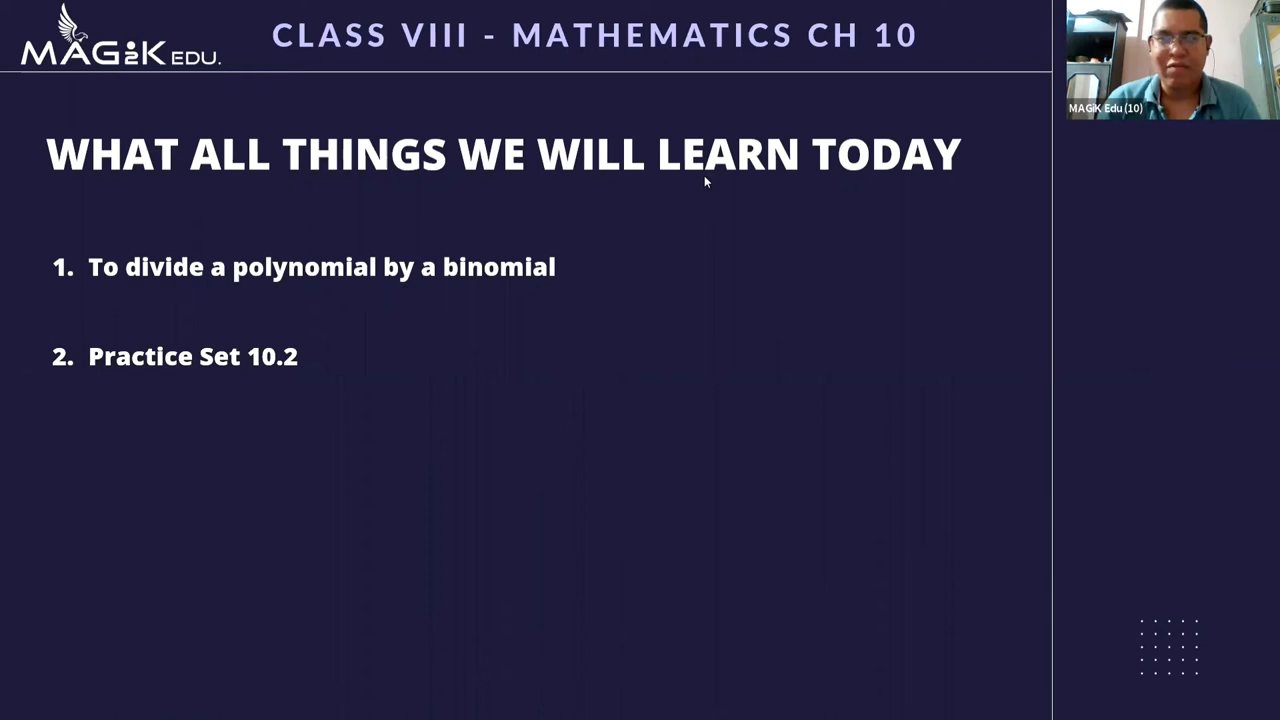 MAGiK EDU.
CLASS VIII - MATHEMATICS CH 10
MAGiK Edu (10)
WHAT ALL THINGS WE WILL LEARN TODAY
1. To divide a polynomial by a binomial
2. Practice Set 10.2